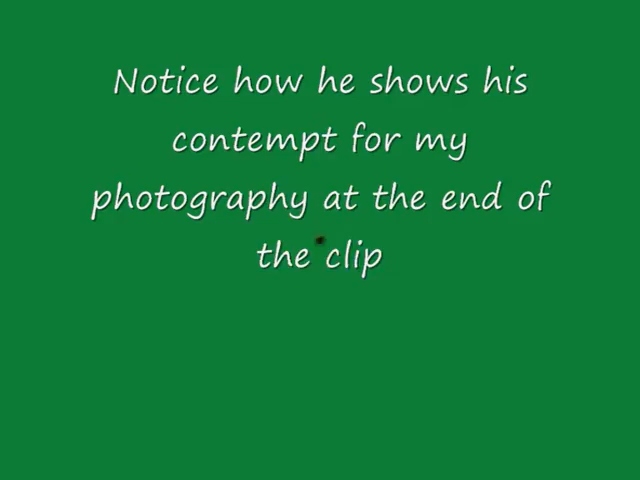 Notice how he shows his
contempt for my
photography at the end of
the clip